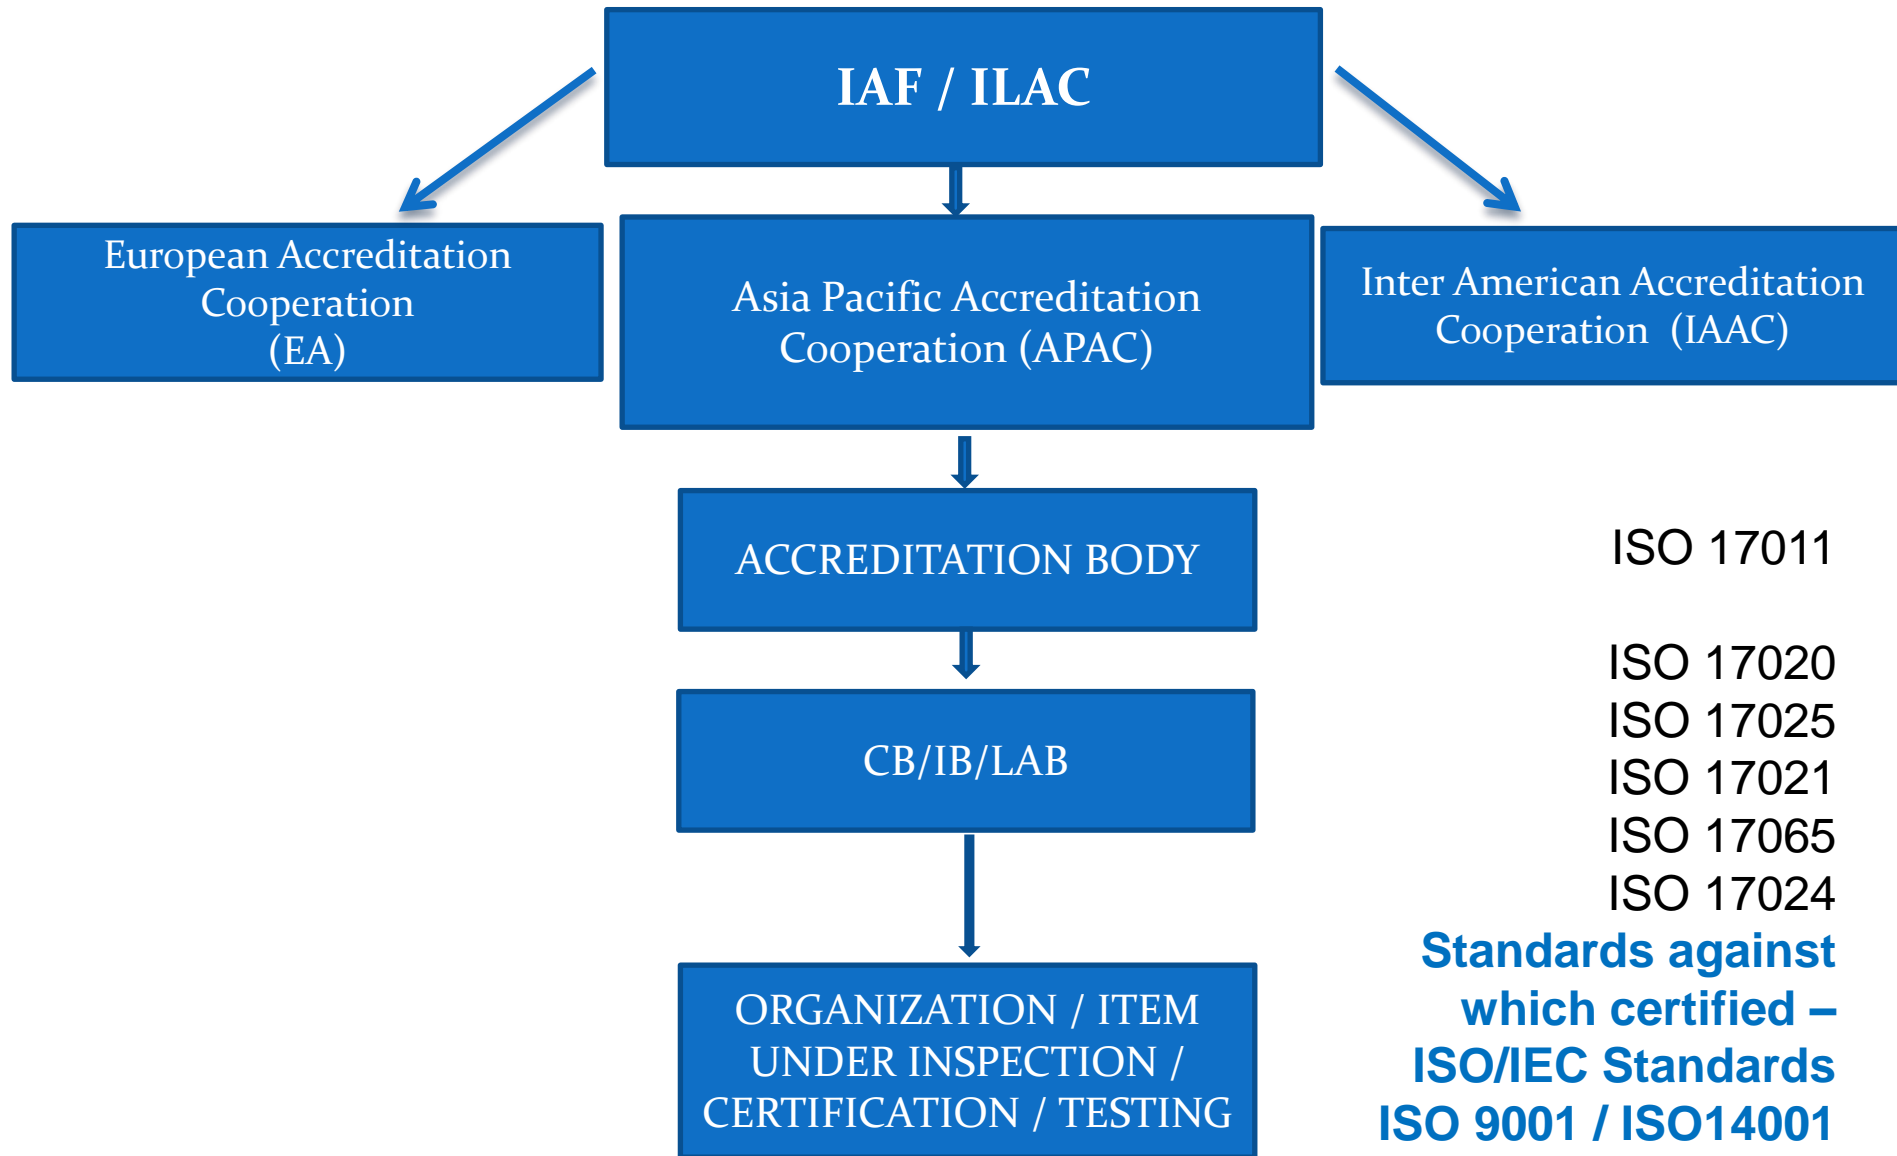 IAF / ILAC
European Accreditation
Cooperation
(EA)
Asia Pacific Accreditation
Cooperation (APAC)
Inter American Accreditation
Cooperation (IAAC)
ACCREDITATION BODY
ISO 17011
CB/IB/LAB
ISO 17020
ISO 17025
ISO 17021
ISO 17065
ISO 17024
ORGANIZATION / ITEM
UNDER INSPECTION /
CERTIFICATION / TESTING
Standards against
which certified –
ISO/IEC Standards
ISO 9001 / ISO14001